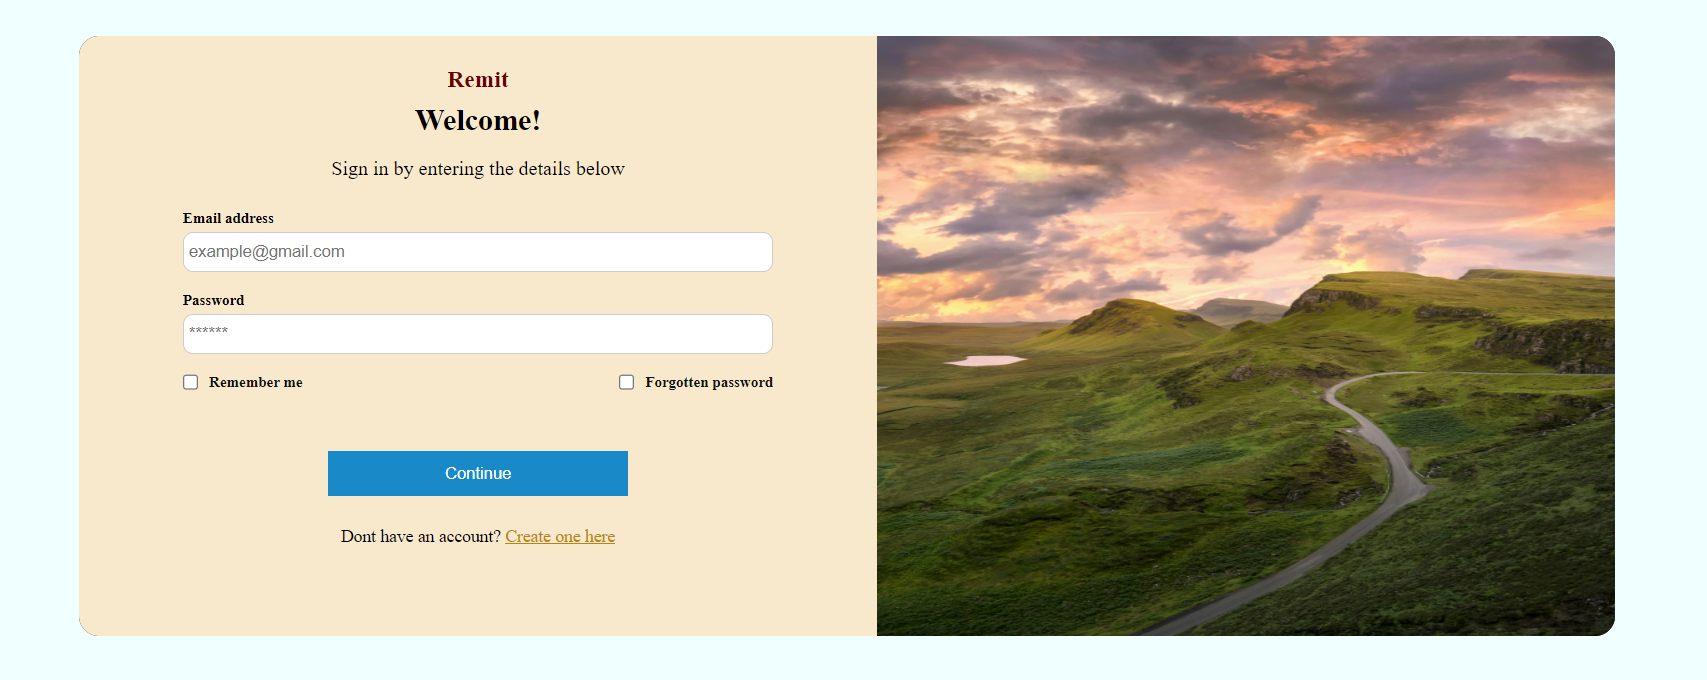 Remit
Welcome!
Sign in by entering the details below
Email address
example@gmail.com
Password
******
Remember me
Forgotten password
Continue
Dont have an account? Create one here